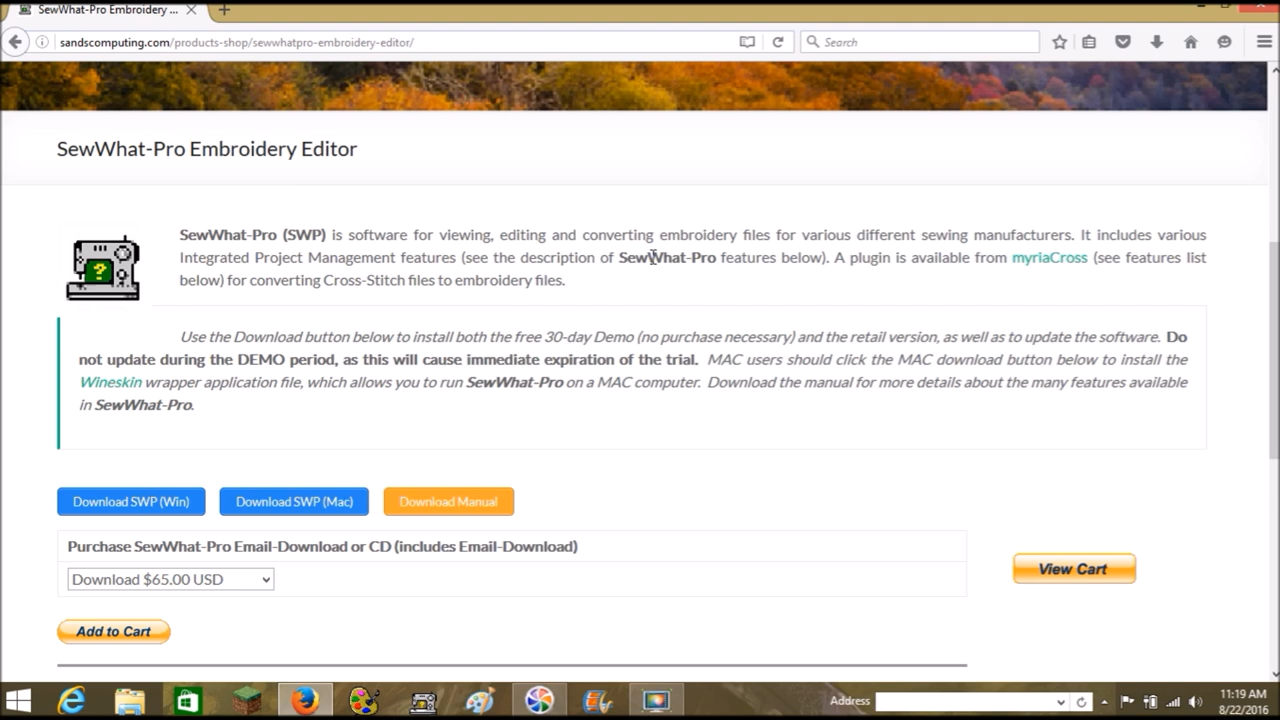 SewWhat-Pro Embroidery ...
sandscomputing.com/products-shop/sewwhatpro-embroidery-editor/
Search
SewWhat-Pro Embroidery Editor
SewWhat-Pro (SWP) is software for viewing, editing and converting embroidery files for various different sewing manufacturers. It includes various
Integrated Project Management features (see the description of SewWhat-Pro features below). A plugin is available from myriaCross (see features list
below) for converting Cross-Stitch files to embroidery files.
?
Use the Download button below to install both the free 30-day Demo (no purchase necessary) and the retail version, as well as to update the software. Do
not update during the DEMO period, as this will cause immediate expiration of the trial. MAC users should click the MAC download button below to install the
Wineskin wrapper application file, which allows you to run SewWhat-Pro on a MAC computer. Download the manual for more details about the many features available
in SewWhat-Pro.
Download SWP (Win)
Download SWP (Mac)
Download Manual
Purchase SewWhat-Pro Email-Download or CD (includes Email-Download)
Download $65.00 USD
View Cart
Add to Cart
Address
11:19 AM
8/22/2016